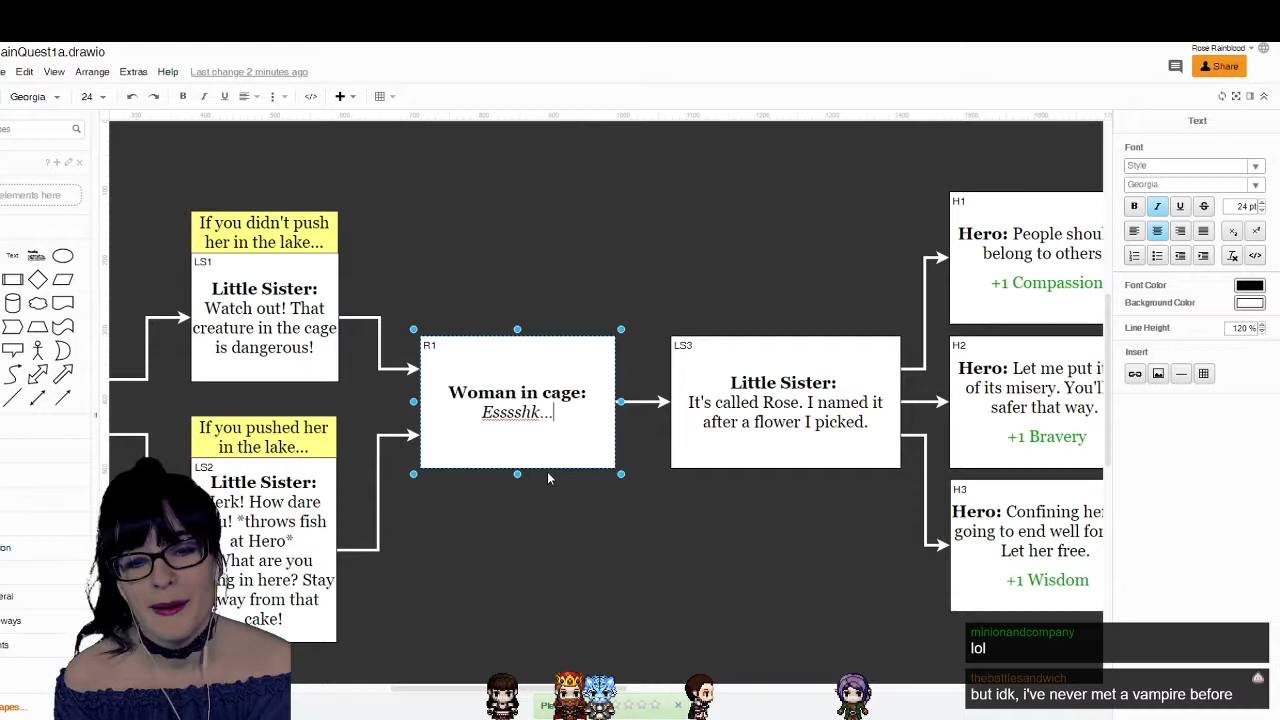 ainQuest1a.drawio
Rose Rainblood
Edit View Arrange Extras Help Last change 2 minutes ago
Share
Georgia 24
Text
If you didn't push
her in the lake...
LS1
Little Sister:
Watch out! That
creature in the cage
is dangerous!
If you pushed her
in the lake...
LS2
Little Sister:
How dare
*throws fish
at Hero*
What are you
in here? Stay
from that
cake!
R1
Woman in cage:
Esssshk...
LS3
Little Sister:
It's called Rose. I named it
after a flower I picked.
H1
Hero: People shou
belong to others
+1 Compassion
H2
Hero: Let me put i
of its misery. You'll
safer that way.
+1 Bravery
H3
Hero: Confining he
going to end well fo
Let her free.
+1 Wisdom
elements here
Text
Text
Font
Style
Georgia
B I U S 24 pt
Font Color
Background Color
Line Height 120 %
Insert
minionandcompany
lol
thebattlesandwich
but idk, i've never met a vampire before